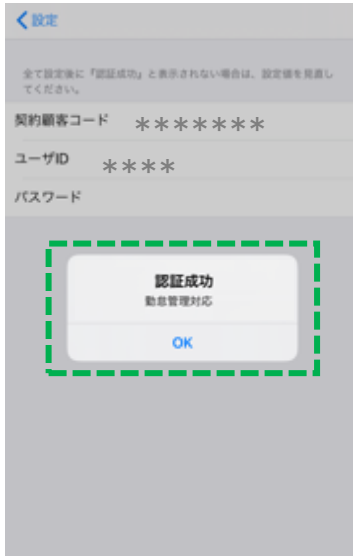 設定
全て設定後に『認証成功』と表示されない場合は、設定値を見直し
てください。
契約顧客コード *******
ユーザID ****
パスワード
認証成功
勤怠管理対応
OK